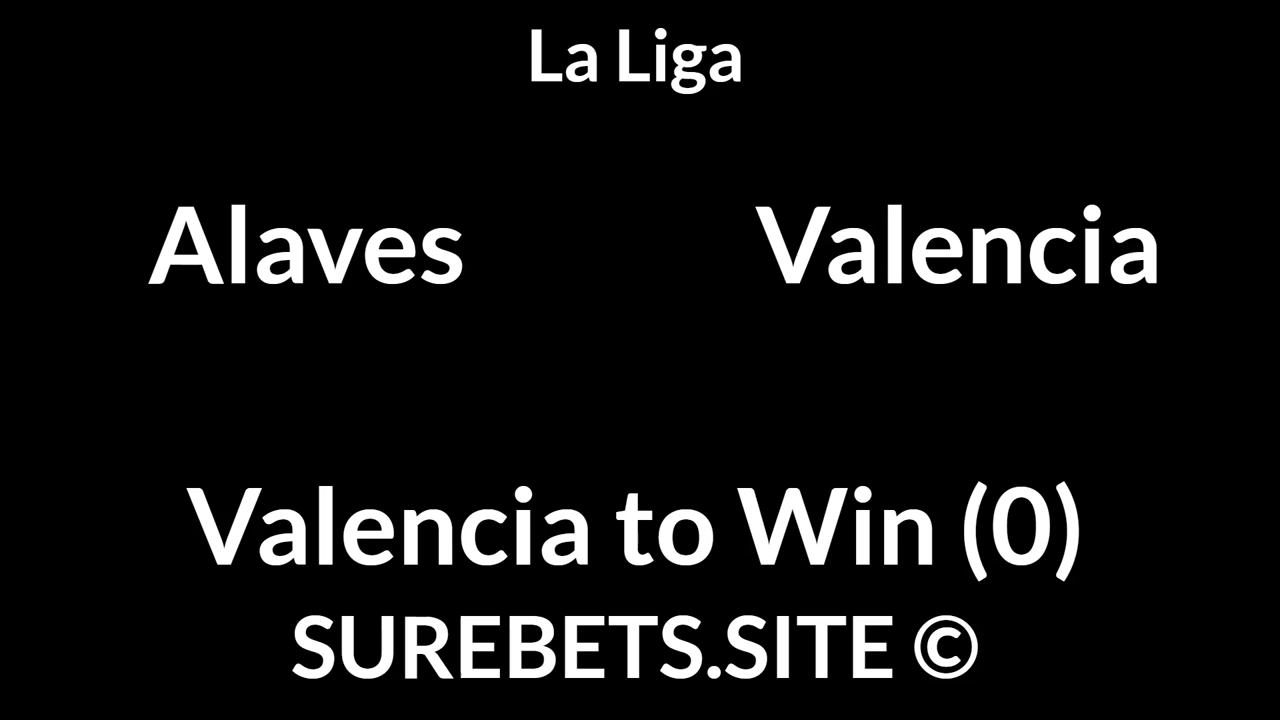 La Liga
Alaves Valencia
Valencia to Win (0)
SUREBETS.SITE ©